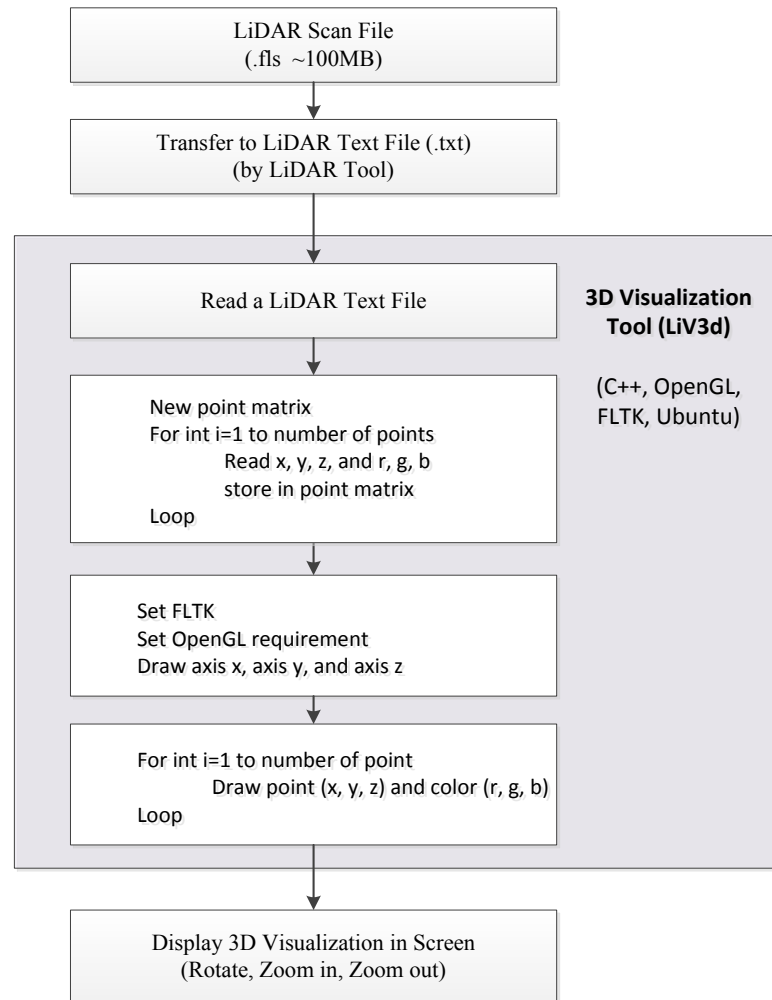 LiDAR Scan File
(.fls ~100MB)
Transfer to LiDAR Text File (.txt)
(by LiDAR Tool)
Read a LiDAR Text File
3D Visualization
Tool (LiV3d)
(C++, OpenGL,
FLTK, Ubuntu)
New point matrix
For int i=1 to number of points
Read x, y, z, and r, g, b
store in point matrix
Loop
Set FLTK
Set OpenGL requirement
Draw axis x, axis y, and axis z
For int i=1 to number of point
Draw point (x, y, z) and color (r, g, b)
Loop
Display 3D Visualization in Screen
(Rotate, Zoom in, Zoom out)